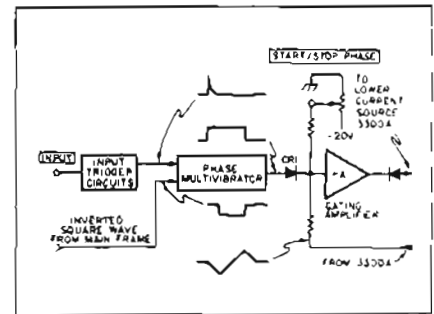 START/STOP PHASE
TO
LOWER
CURRENT
SOURCE
3300A
-20V
INPUT
INPUT
TRIGGER
CIRCUITS
PHASE
MULTIVIBRATOR
CR1
+A
GATING
AMPLIFIER
INVERTED
SQUARE WAVE
FROM MAIN FRAME
FROM 3300A